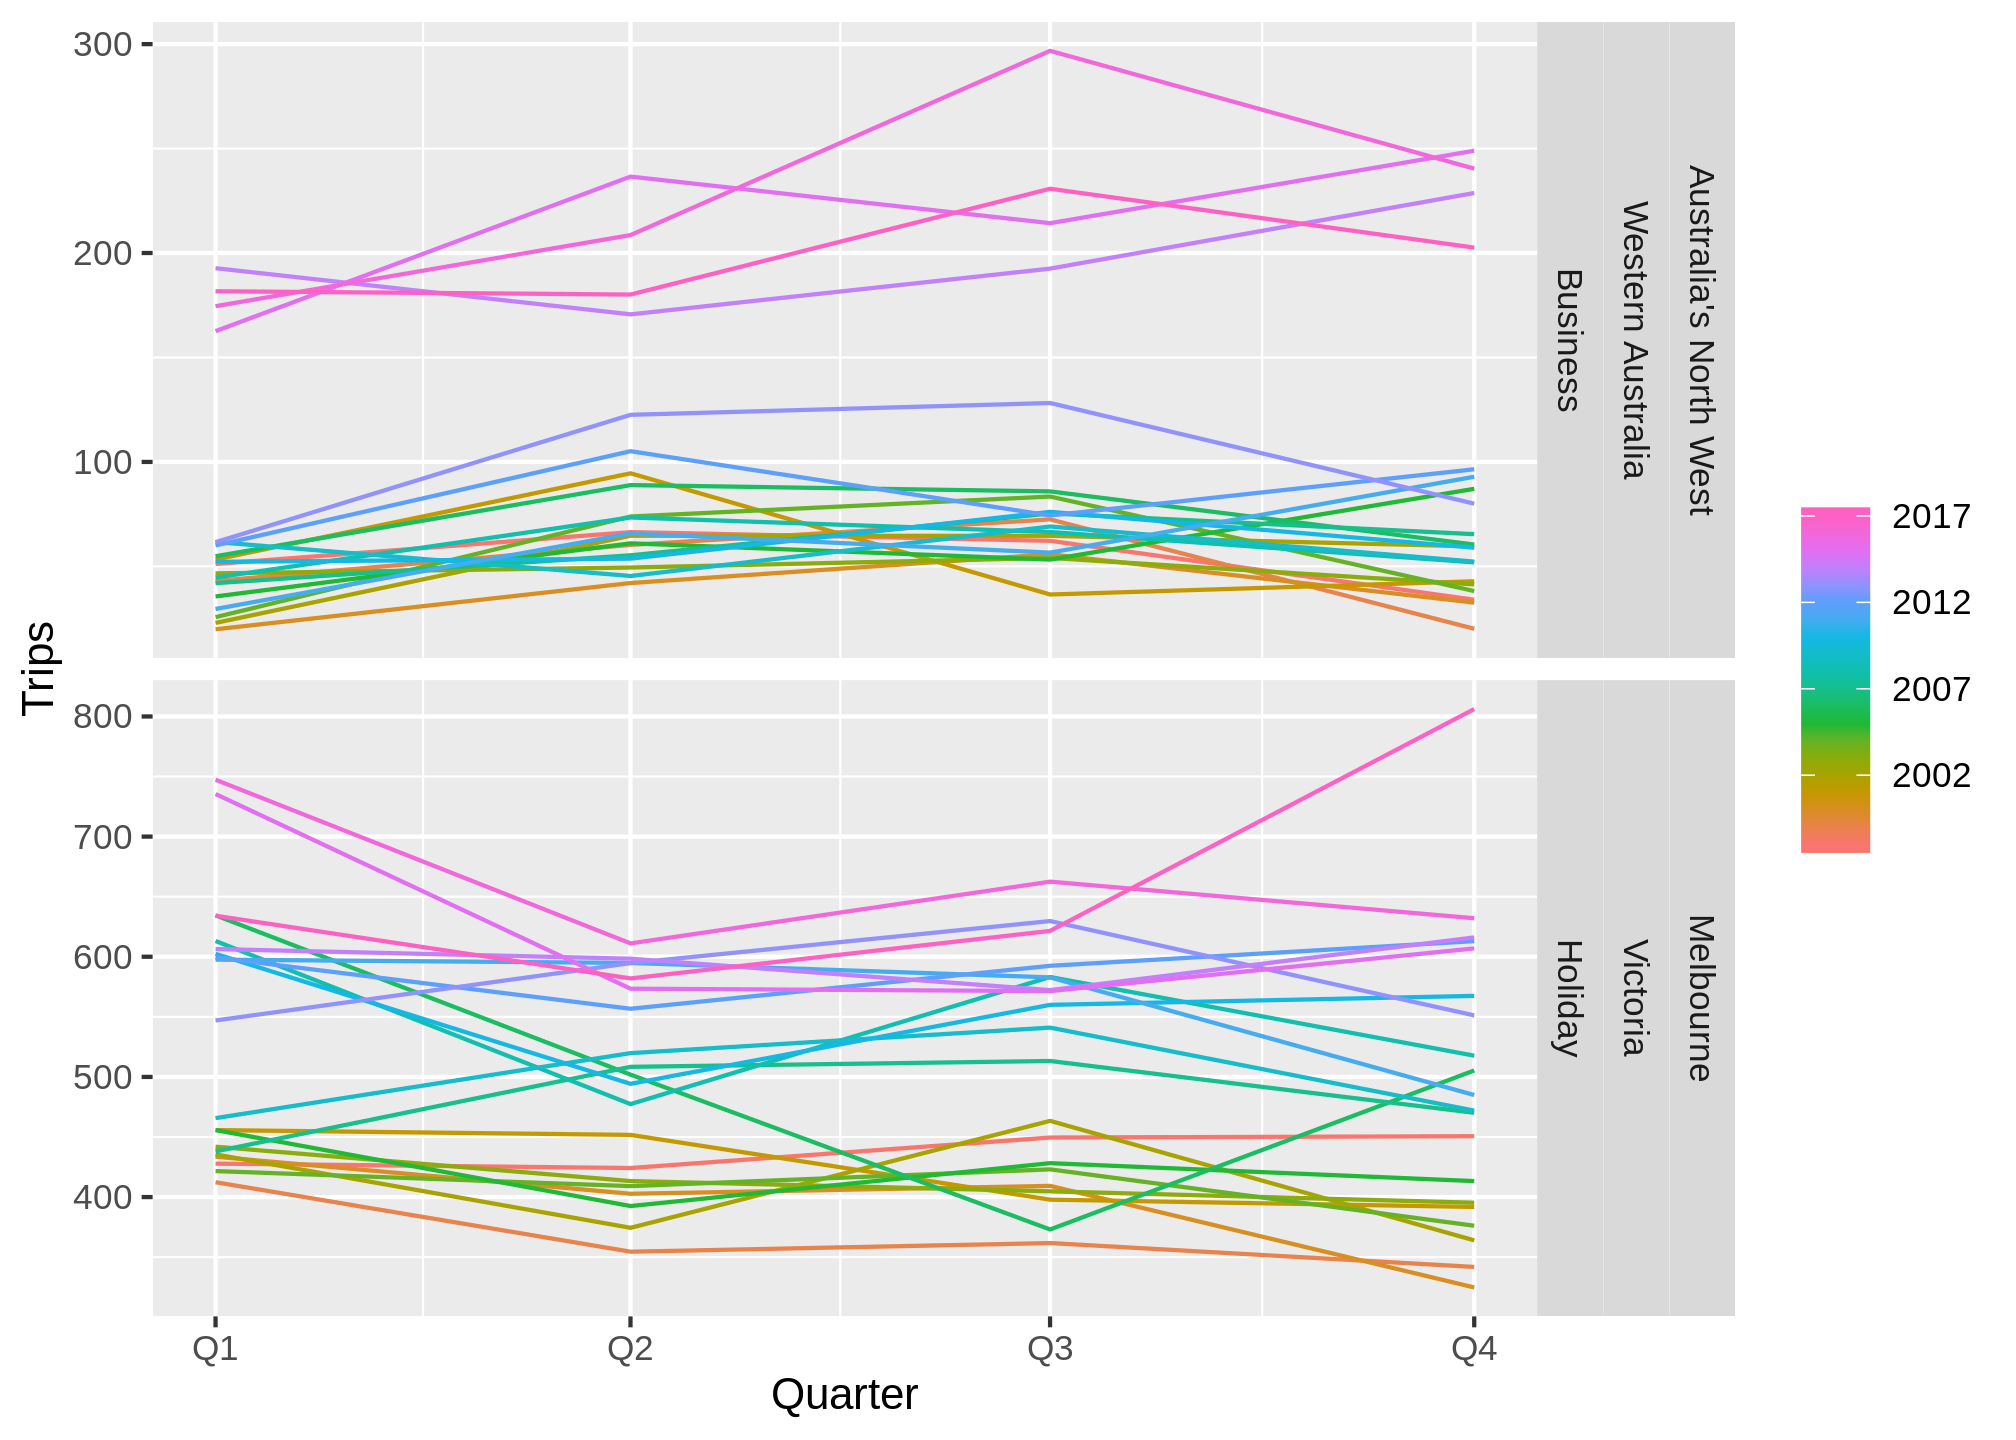 300
200
100
Business
Western Australia
Australia's North West
800
700
600
500
400
Holiday
Victoria
Melbourne
Trips
Q1 Q2 Q3 Q4
Quarter
2017
2012
2007
2002